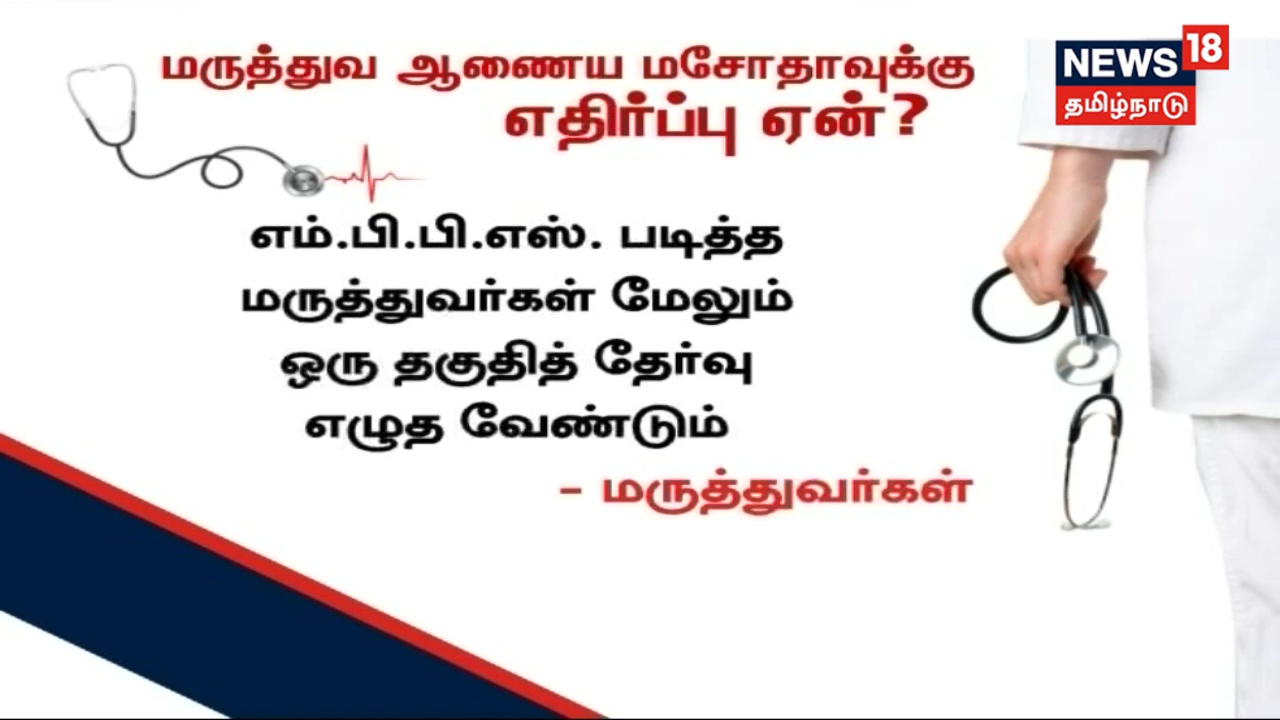 மருத்துவ ஆணைய மசோதாவுக்கு
எதிர்ப்பு ஏன்?
NEWS 18
தமிழ்நாடு
எம்.பி.பி.எஸ். படித்த
மருத்துவர்கள் மேலும்
ஒரு தகுதித் தேர்வு
எழுத வேண்டும்
- மருத்துவர்கள்